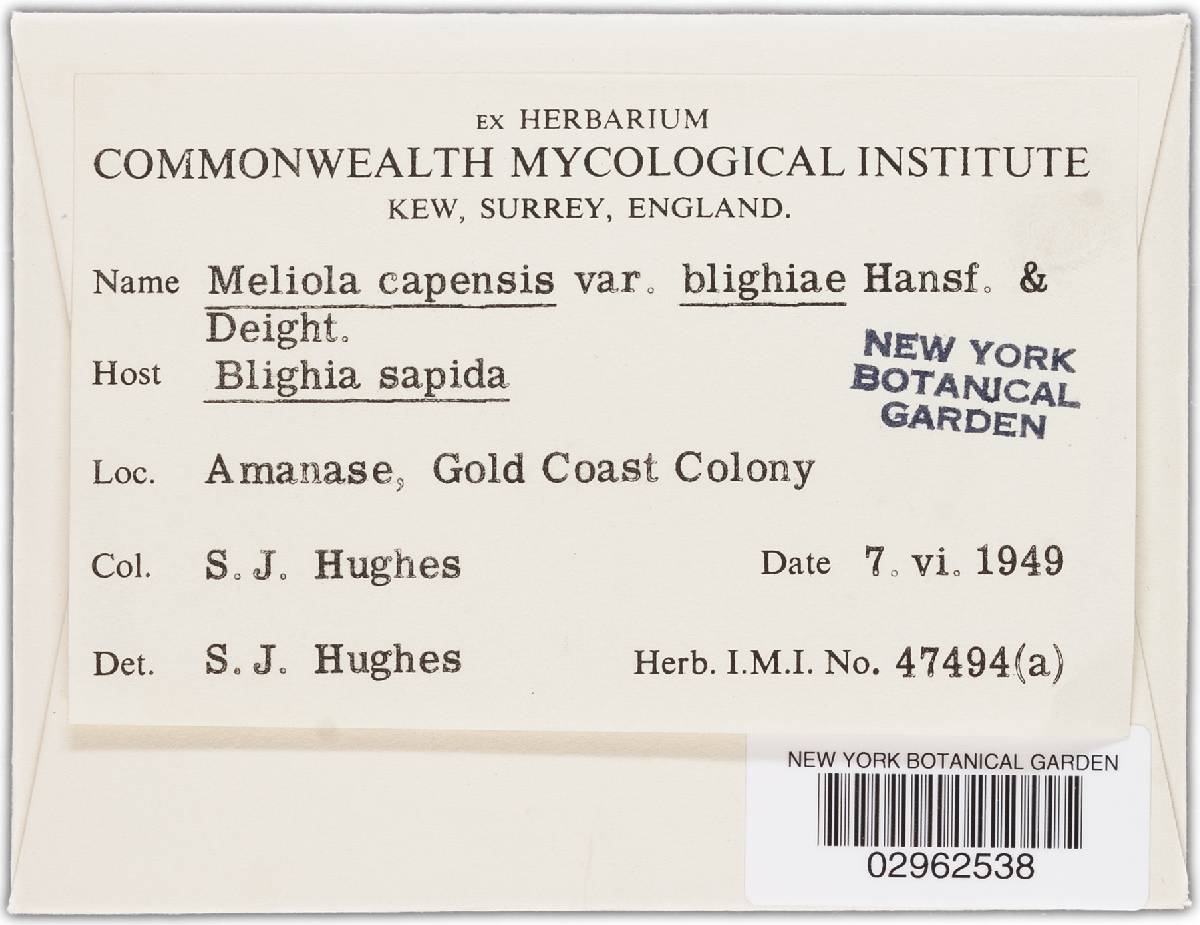 EX HERBARIUM
COMMONWEALTH MYCOLOGICAL INSTITUTE
KEW, SURREY, ENGLAND.
Name Meliola capensis var. blighiae Hansf. &
Deight.
Host Blighia sapida
NEW YORK
BOTANICAL
GARDEN
Loc. Amanase, Gold Coast Colony
Col. S. J. Hughes Date 7. vi. 1949
Det. S. J. Hughes Herb. I.M.I. No. 47494(a)
NEW YORK BOTANICAL GARDEN
02962538